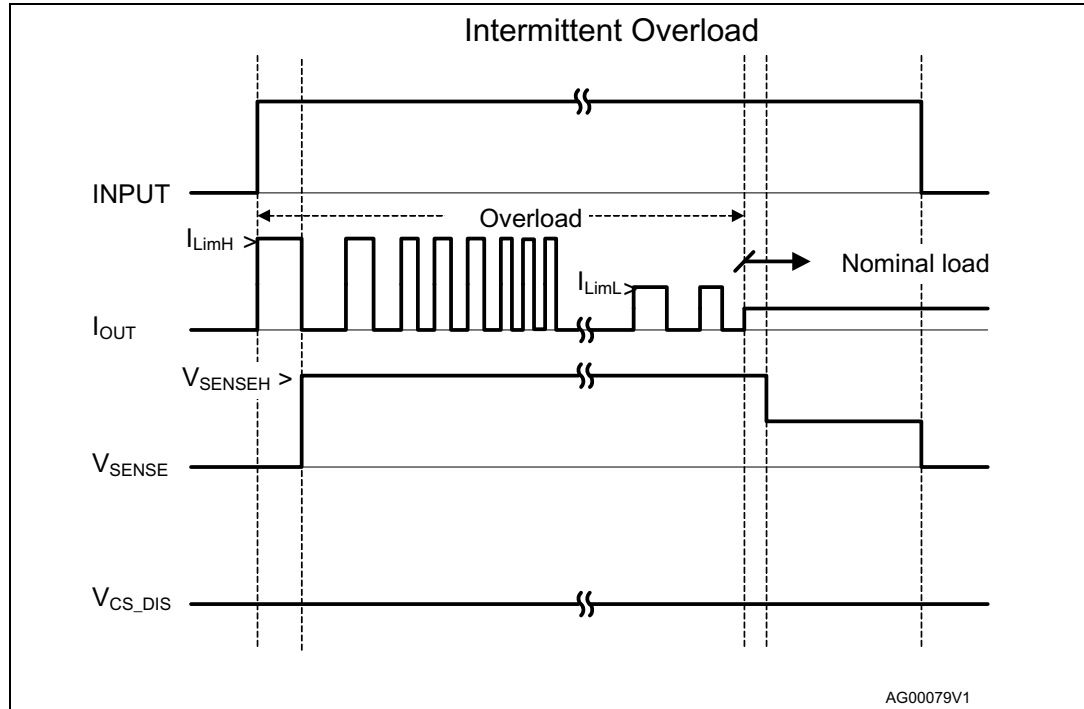 Intermittent Overload
INPUT
Overload
I_LimH >
Nominal load
I_LimL >
I_OUT
V_SENSEH >
V_SENSE
V_CS_DIS
AG00079V1